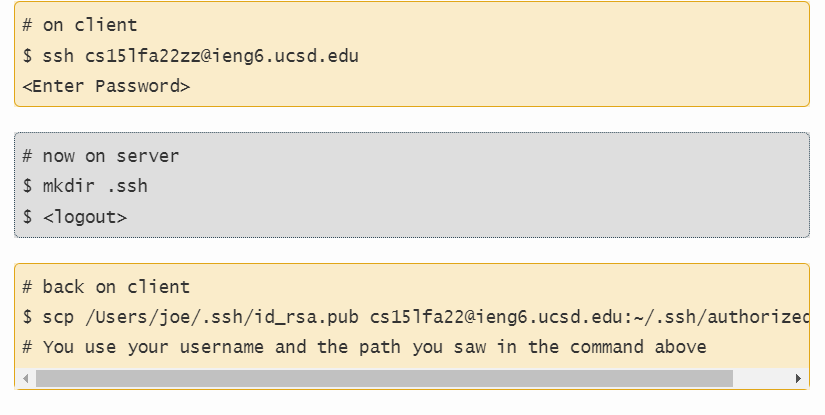 # on client
$ ssh cs15lfa22zz@ieng6.ucsd.edu
<Enter Password>
# now on server
$ mkdir .ssh
$ <logout>
# back on client
$ scp /Users/joe/.ssh/id_rsa.pub cs15lfa22@ieng6.ucsd.edu:~/.ssh/authorized
# You use your username and the path you saw in the command above